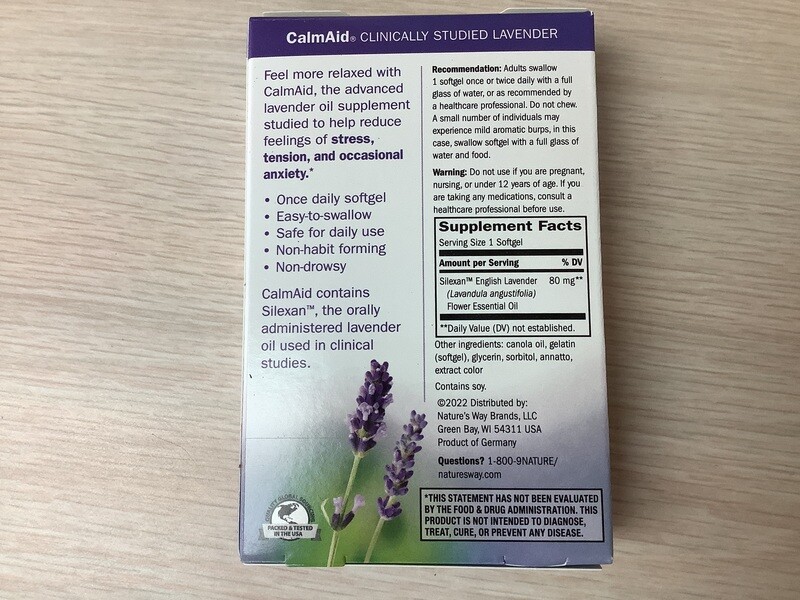 CalmAid® CLINICALLY STUDIED LAVENDER
Feel more relaxed with
CalmAid, the advanced
lavender oil supplement
studied to help reduce
feelings of stress,
tension, and occasional
anxiety.*
• Once daily softgel
• Easy-to-swallow
• Safe for daily use
• Non-habit forming
• Non-drowsy
CalmAid contains
Silexan™, the orally
administered lavender
oil used in clinical
studies.
PACKED & TESTED
IN THE USA
Recommendation: Adults swallow
1 softgel once or twice daily with a full
glass of water, or as recommended by
a healthcare professional. Do not chew.
A small number of individuals may
experience mild aromatic burps, in this
case, swallow softgel with a full glass of
water and food.
Warning: Do not use if you are pregnant,
nursing, or under 12 years of age. If you
are taking any medications, consult a
healthcare professional before use.
Supplement Facts
Serving Size 1 Softgel
Amount per Serving % DV
Silexan™ English Lavender 80 mg**
(Lavandula angustifolia)
Flower Essential Oil
**Daily Value (DV) not established.
Other ingredients: canola oil, gelatin
(softgel), glycerin, sorbitol, annatto,
extract color
Contains soy.
©2022 Distributed by:
Nature's Way Brands, LLC
Green Bay, WI 54311 USA
Product of Germany
Questions? 1-800-9NATURE/
naturesway.com
*THIS STATEMENT HAS NOT BEEN EVALUATED
BY THE FOOD & DRUG ADMINISTRATION. THIS
PRODUCT IS NOT INTENDED TO DIAGNOSE,
TREAT, CURE, OR PREVENT ANY DISEASE.